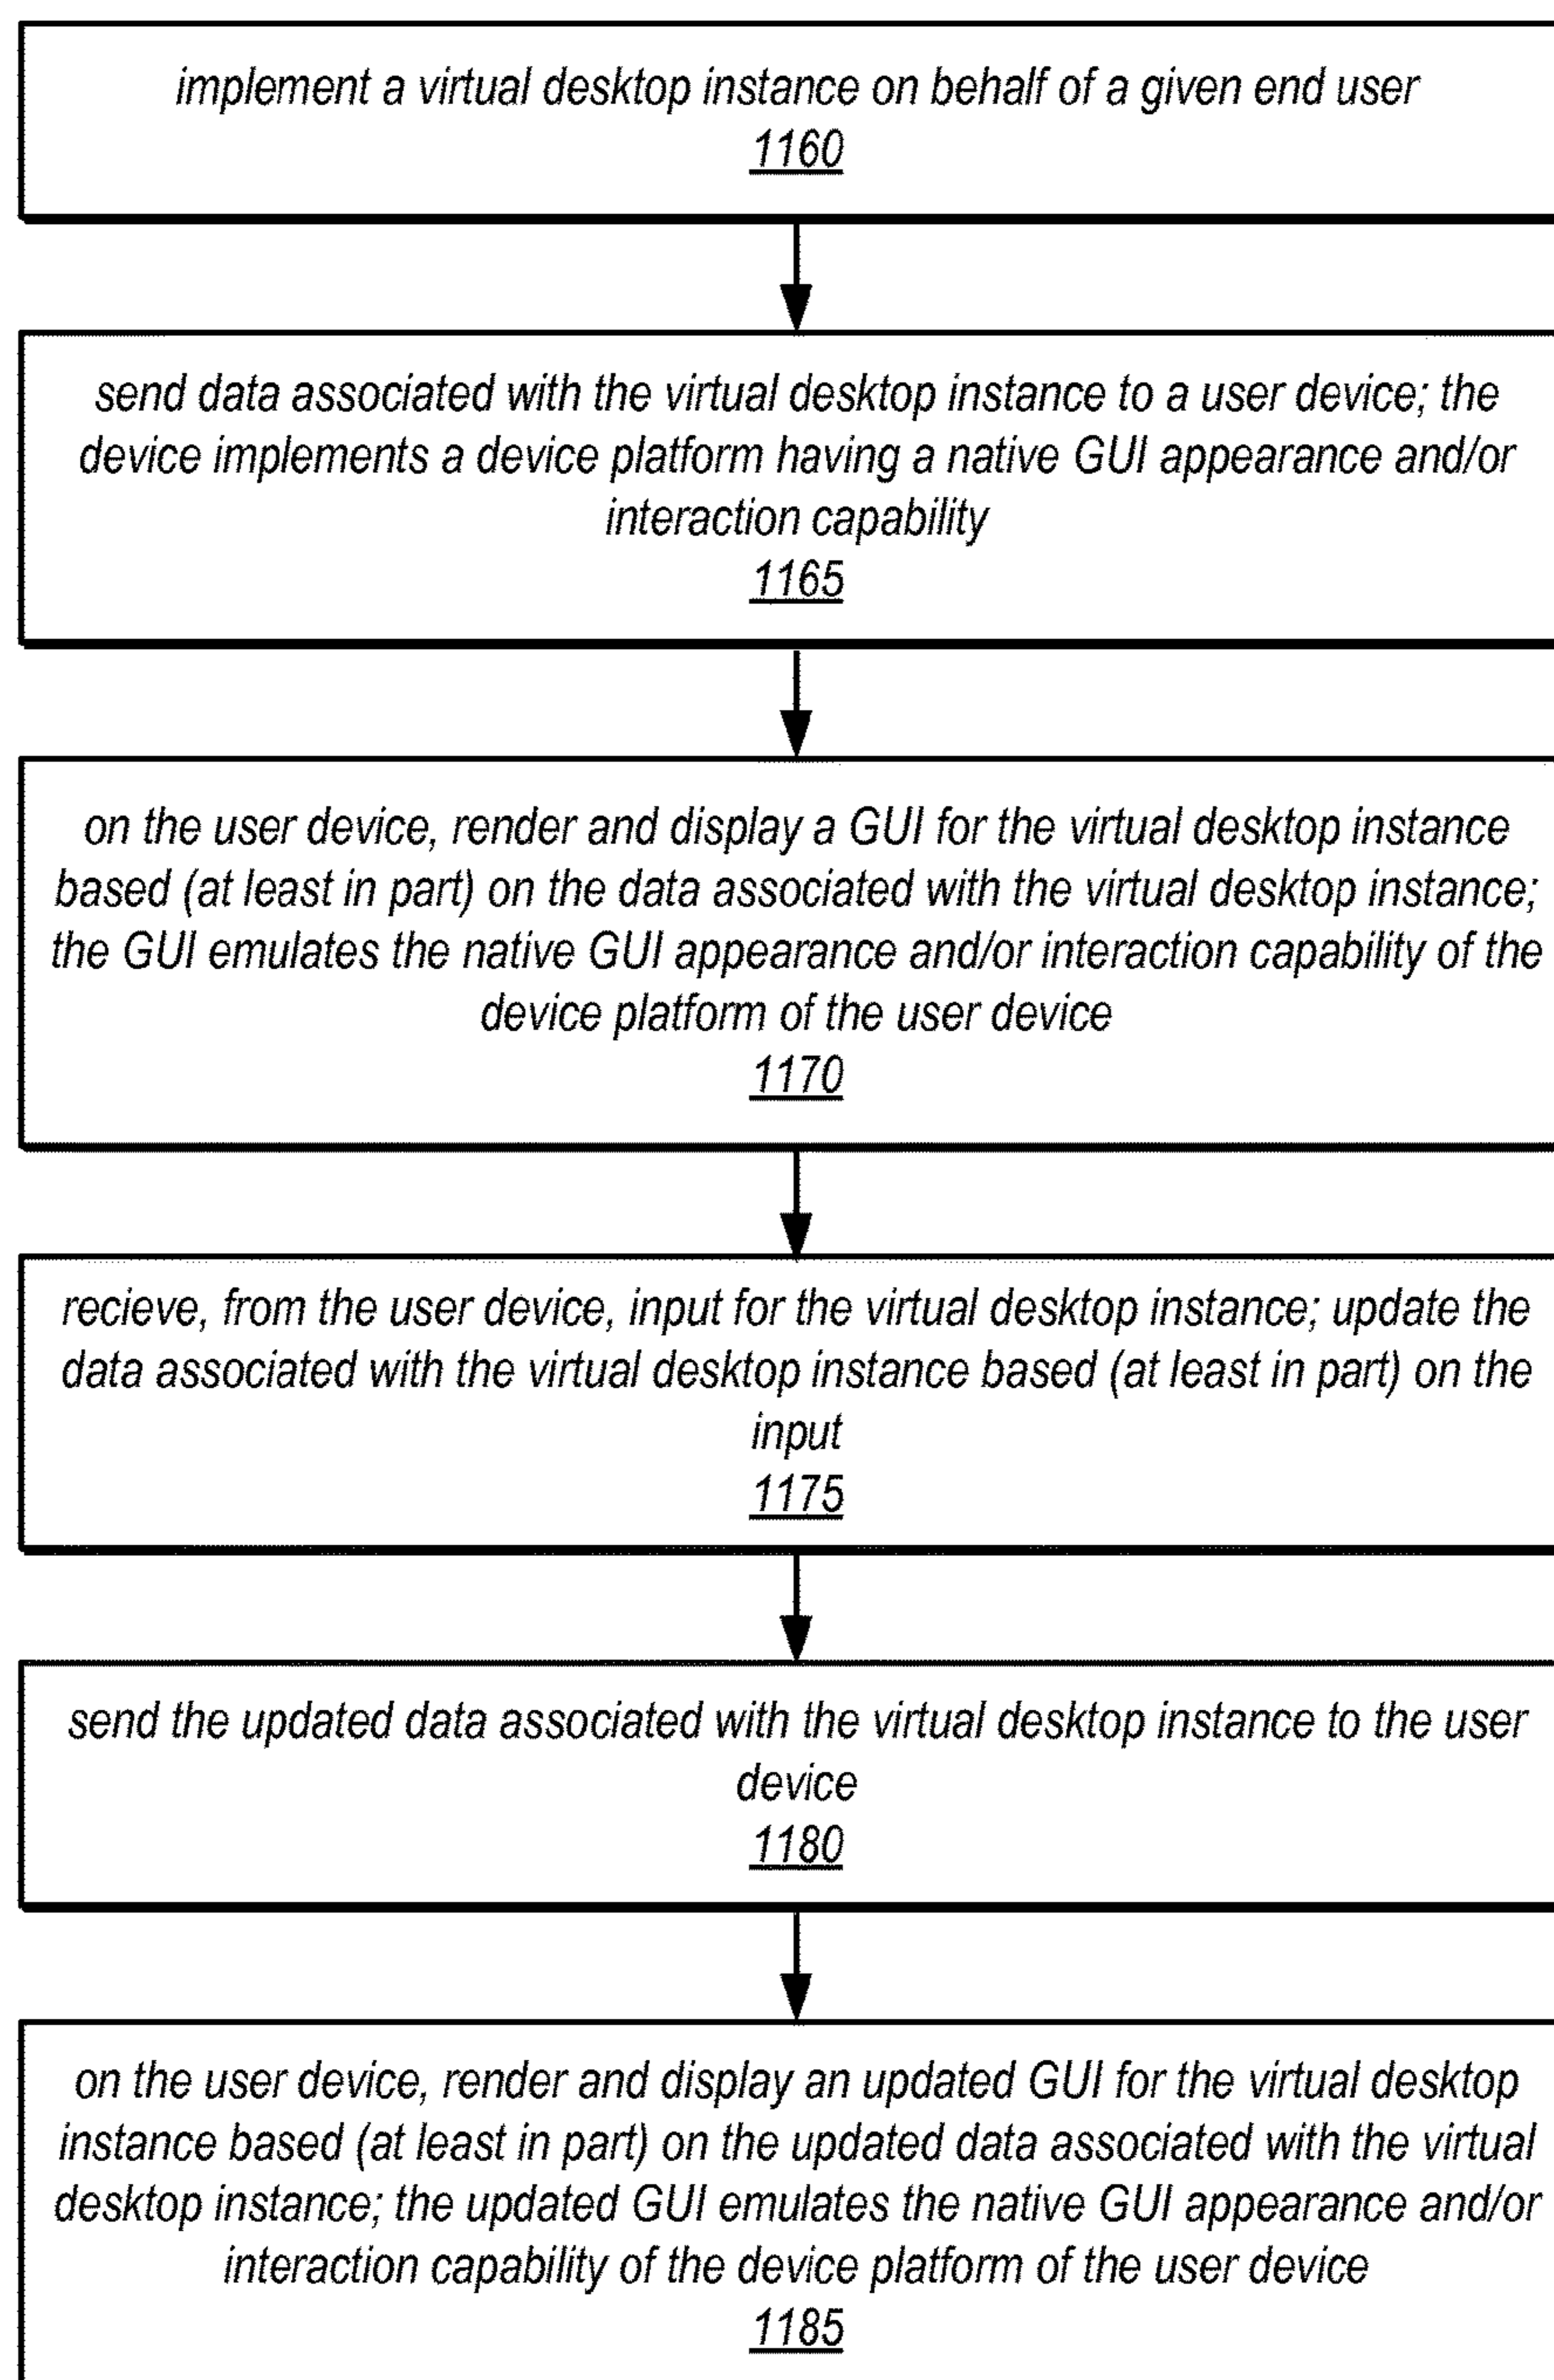 implement a virtual desktop instance on behalf of a given end user
1160
send data associated with the virtual desktop instance to a user device; the
device implements a device platform having a native GUI appearance and/or
interaction capability
1165
on the user device, render and display a GUI for the virtual desktop instance
based (at least in part) on the data associated with the virtual desktop instance;
the GUI emulates the native GUI appearance and/or interaction capability of the
device platform of the user device
1170
recieve, from the user device, input for the virtual desktop instance; update the
data associated with the virtual desktop instance based (at least in part) on the
input
1175
send the updated data associated with the virtual desktop instance to the user
device
1180
on the user device, render and display an updated GUI for the virtual desktop
instance based (at least in part) on the updated data associated with the virtual
desktop instance; the updated GUI emulates the native GUI appearance and/or
interaction capability of the device platform of the user device
1185